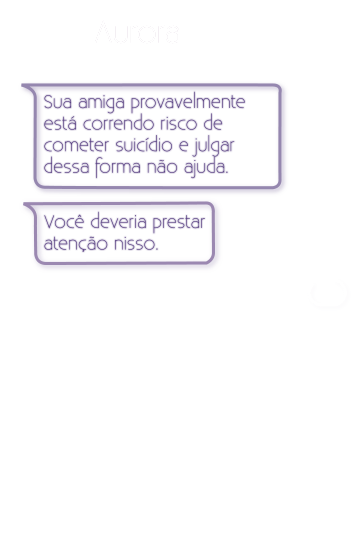 Aurora
Sua amiga provavelmente
está correndo risco de
cometer suicídio e julgar
dessa forma não ajuda.
Você deveria prestar
atenção nisso.